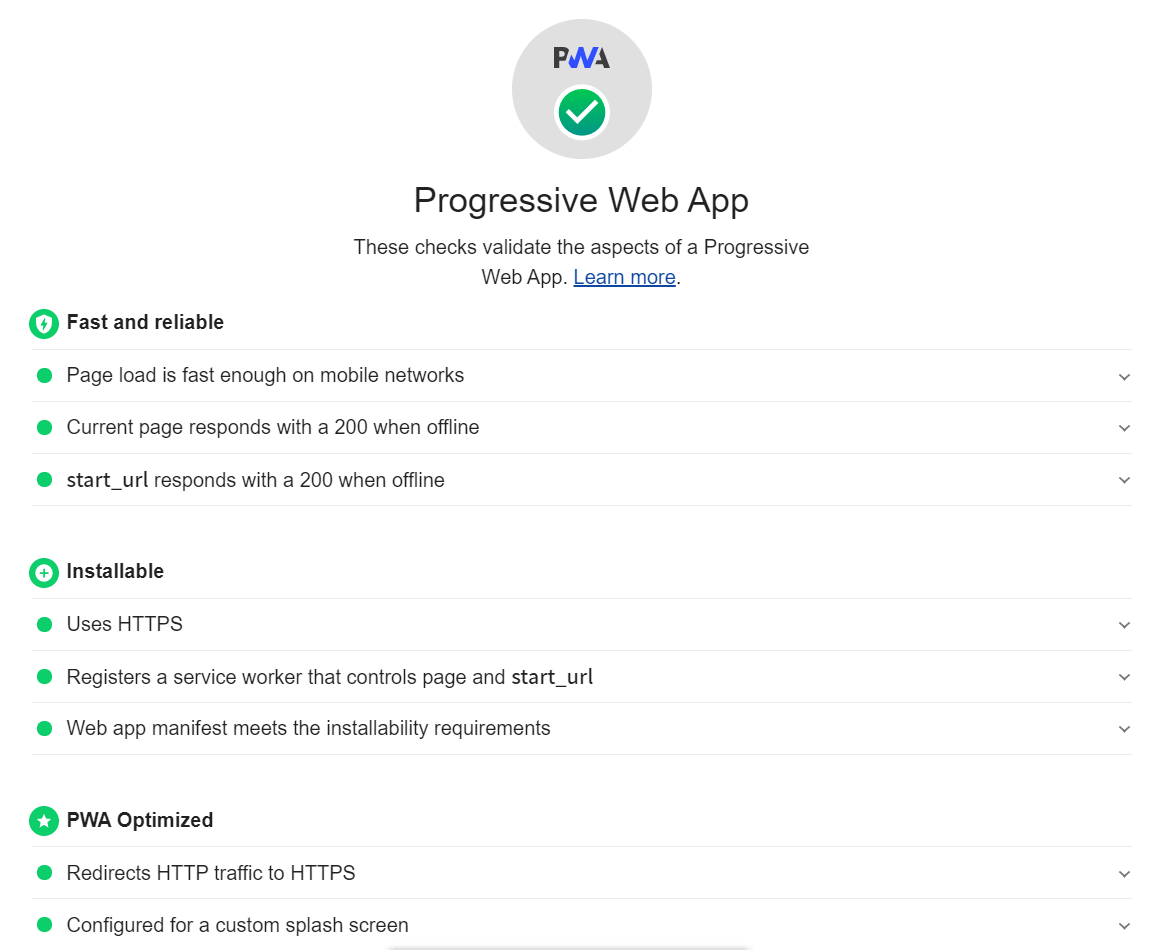 PWA
Progressive Web App
These checks validate the aspects of a Progressive
Web App. Learn more.
Fast and reliable
Page load is fast enough on mobile networks
Current page responds with a 200 when offline
start_url responds with a 200 when offline
Installable
Uses HTTPS
Registers a service worker that controls page and start_url
Web app manifest meets the installability requirements
PWA Optimized
Redirects HTTP traffic to HTTPS
Configured for a custom splash screen